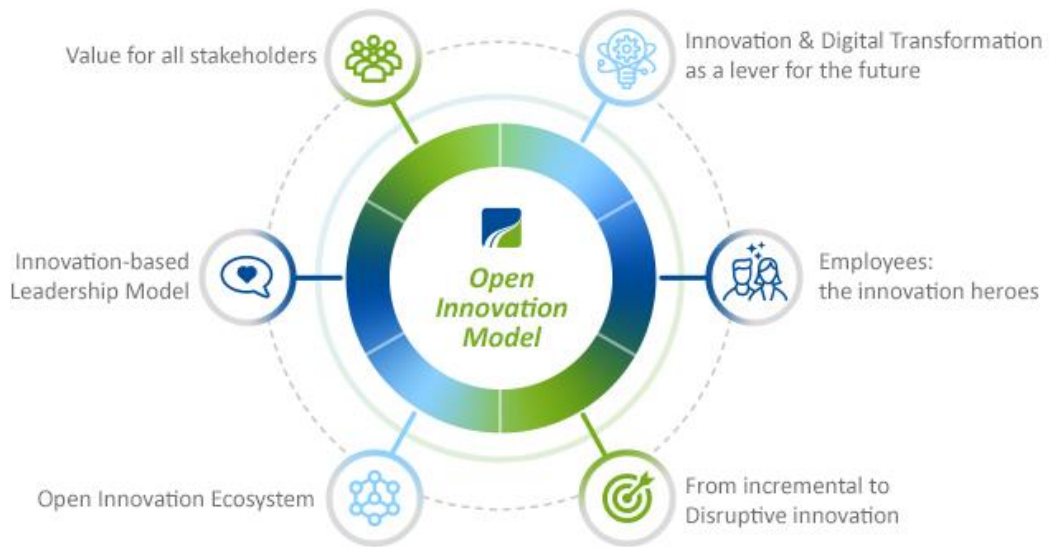 Value for all stakeholders
Innovation & Digital Transformation
as a lever for the future
Innovation-based
Leadership Model
Open
Innovation
Model
Employees:
the innovation heroes
Open Innovation Ecosystem
From incremental to
Disruptive innovation